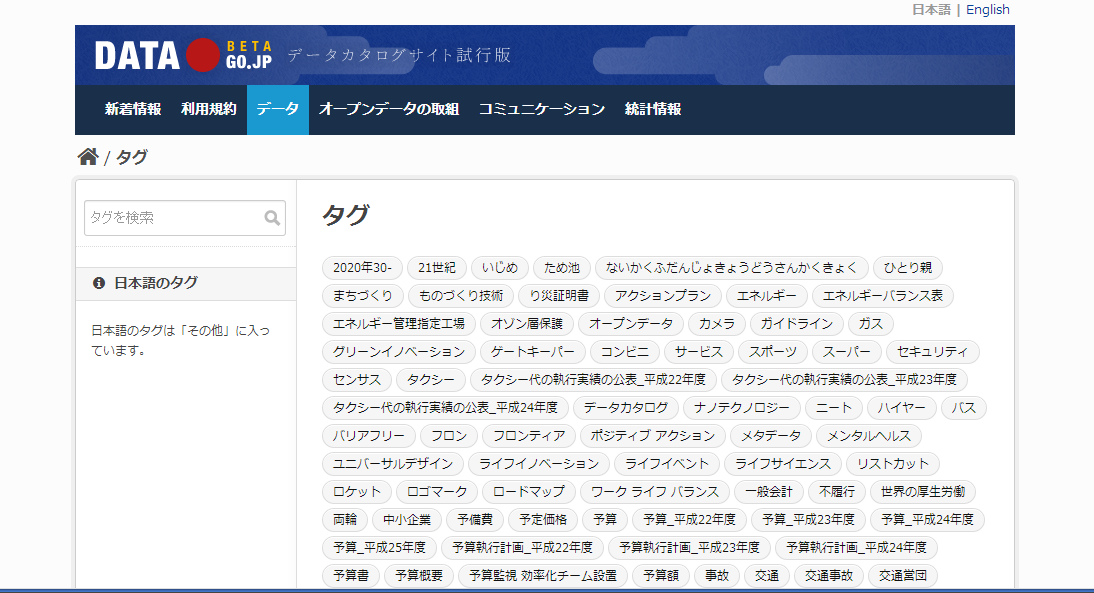 日本語 | English
DATA BETA GO.JP データカタログサイト試行版
新着情報 利用規約 データ オープンデータの取組 コミュニケーション 統計情報
/ タグ
タグを検索
日本語のタグ
日本語のタグは「その他」に入っ
ています。
タグ
2020年30- 21世紀 いじめ ため池 ないかくふだんじょきょうどうさんかくきょく ひとり親
まちづくり ものづくり技術 り災証明書 アクションプラン エネルギー エネルギーバランス表
エネルギー管理指定工場 オゾン層保護 オープンデータ カメラ ガイドライン ガス
グリーンイノベーション ゲートキーパー コンビニ サービス スポーツ スーパー セキュリティ
センサス タクシー タクシー代の執行実績の公表_平成22年度 タクシー代の執行実績の公表_平成23年度
タクシー代の執行実績の公表_平成24年度 データカタログ ナノテクノロジー ニート ハイヤー バス
バリアフリー フロン フロンティア ポジティブ アクション メタデータ メンタルヘルス
ユニバーサルデザイン ライフイノベーション ライフイベント ライフサイエンス リストカット
ロケット ロゴマーク ロードマップ ワーク ライフ バランス 一般会計 不履行 世界の厚生労働
両輪 中小企業 予備費 予定価格 予算 予算_平成22年度 予算_平成23年度 予算_平成24年度
予算_平成25年度 予算執行計画_平成22年度 予算執行計画_平成23年度 予算執行計画_平成24年度
予算書 予算概要 予算監視 効率化チーム設置 予算額 事故 交通 交通事故 交通営団